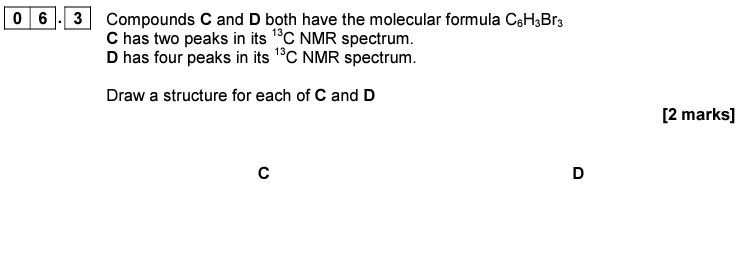 0 6 . 3 Compounds C and D both have the molecular formula C₆H₃Br₃
C has two peaks in its ¹³C NMR spectrum.
D has four peaks in its ¹³C NMR spectrum.
Draw a structure for each of C and D
[2 marks]
C D